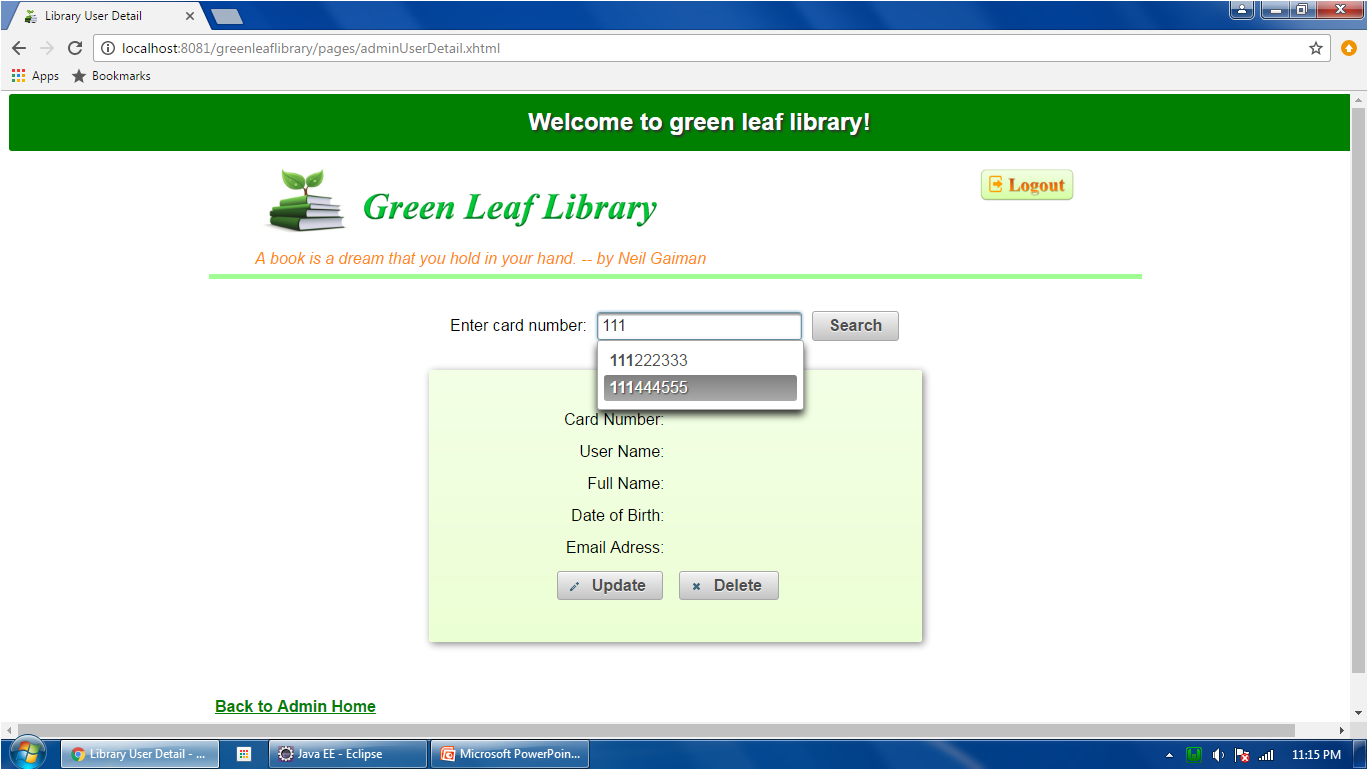 Library User Detail
localhost:8081/greenleaflibrary/pages/adminUserDetail.xhtml
Apps Bookmarks
Welcome to green leaf library!
Green Leaf Library
Logout
A book is a dream that you hold in your hand. -- by Neil Gaiman
Enter card number: 111 Search
111222333
111444555
Card Number:
User Name:
Full Name:
Date of Birth:
Email Adress:
Update Delete
Back to Admin Home
Library User Detail - ... Java EE - Eclipse Microsoft PowerPoin... 11:15 PM